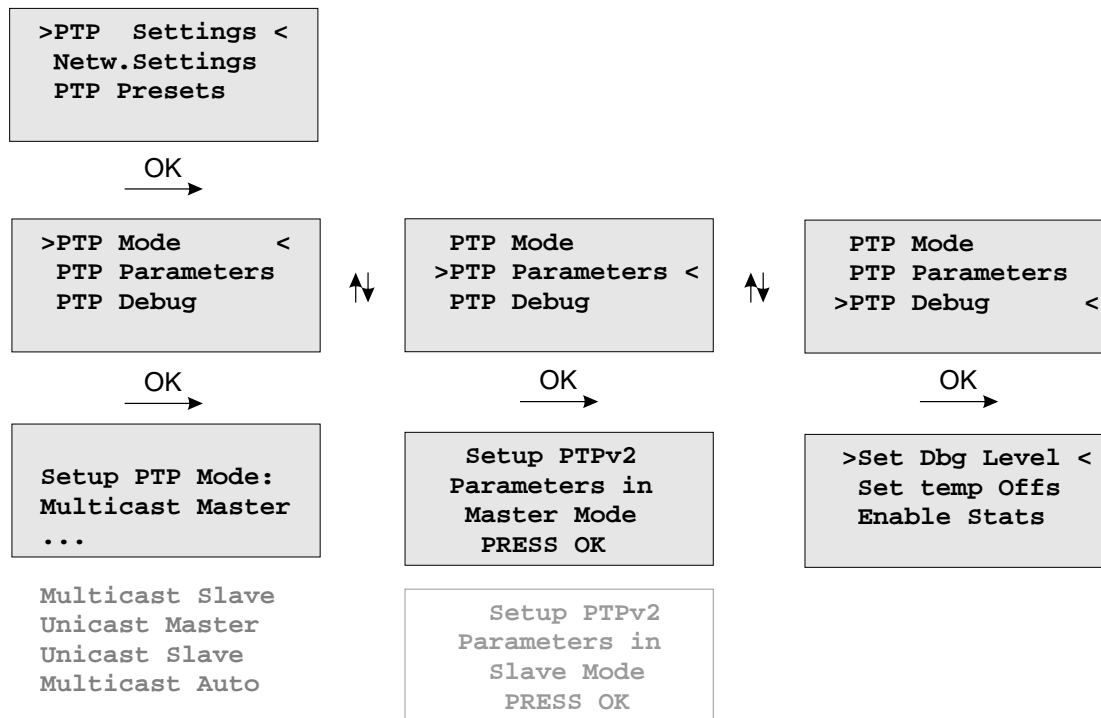 >PTP  Settings <
Netw.Settings
PTP Presets
OK
>PTP Mode       <
PTP Parameters
PTP Debug
PTP Mode
>PTP Parameters <
PTP Debug
PTP Mode
PTP Parameters
>PTP Debug      <
OK
OK
OK
Setup PTP Mode:
Multicast Master
...
Multicast Slave
Unicast Master
Unicast Slave
Multicast Auto
Setup PTPv2
Parameters in
Master Mode
PRESS OK
Setup PTPv2
Parameters in
Slave Mode
PRESS OK
>Set Dbg Level <
Set temp Offs
Enable Stats